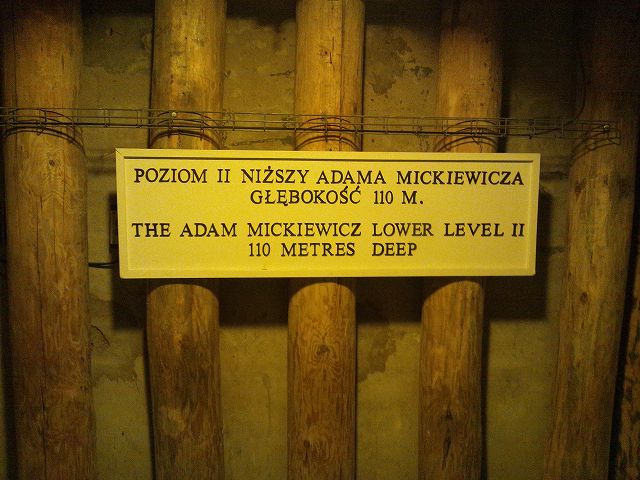 POZIOM II NIŻSZY ADAMA MICKIEWICZA
GŁĘBOKOŚĆ 110 M.
THE ADAM MICKIEWICZ LOWER LEVEL II
110 METRES DEEP